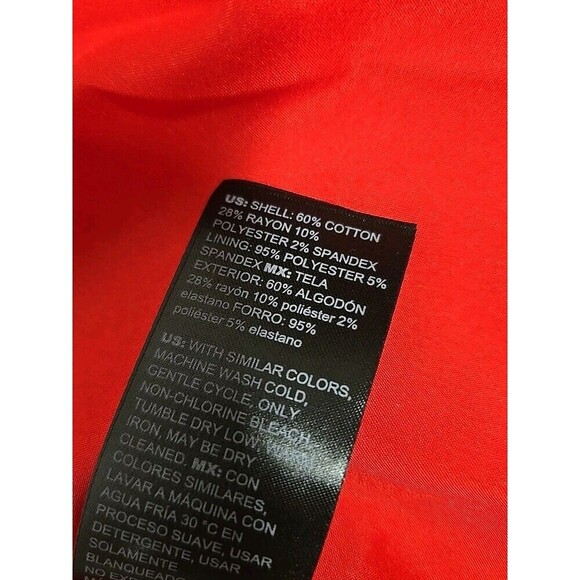 US: SHELL: 60% COTTON
28% RAYON 10%
POLYESTER 2% SPANDEX
LINING: 95% POLYESTER 5%
SPANDEX MX: TELA
EXTERIOR: 60% ALGODÓN
28% rayón 10% poliéster 2%
elastano FORRO: 95%
poliéster 5% elastano
US: WITH SIMILAR COLORS,
MACHINE WASH COLD,
GENTLE CYCLE, ONLY
NON-CHLORINE BLEACH,
TUMBLE DRY LOW, WARM
IRON, MAY BE DRY
CLEANED. MX: CON
COLORES SIMILARES,
LAVAR A MÁQUINA CON
AGUA FRÍA 30 °C EN
PROCESO SUAVE, USAR
DETERGENTE, USAR
SOLAMENTE
BLANQUEADO